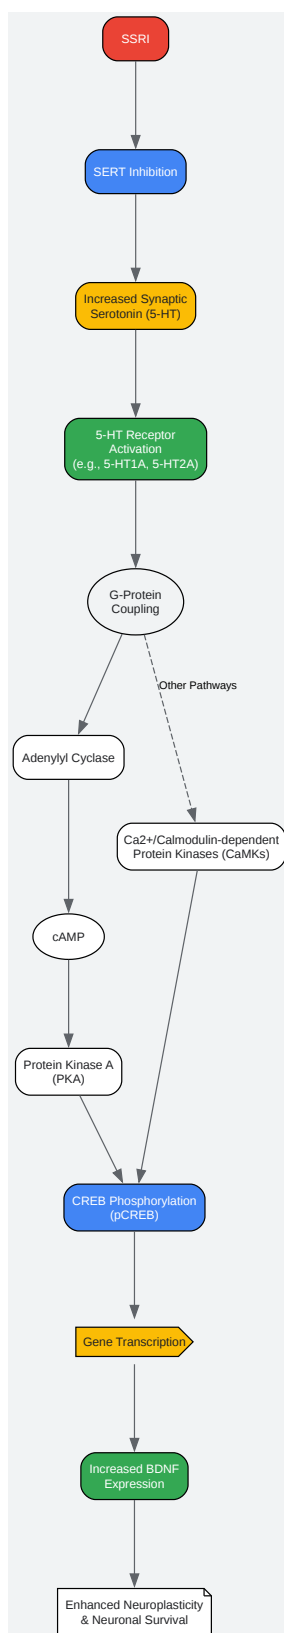 SSRI
SERT Inhibition
Increased Synaptic
Serotonin (5-HT)
5-HT Receptor
Activation
(e.g., 5-HT1A, 5-HT2A)
G-Protein
Coupling
Other Pathways
Adenylyl Cyclase
Ca2+/Calmodulin-dependent
Protein Kinases (CaMKs)
cAMP
Protein Kinase A
(PKA)
CREB Phosphorylation
(pCREB)
Gene Transcription
Increased BDNF
Expression
Enhanced Neuroplasticity
& Neuronal Survival